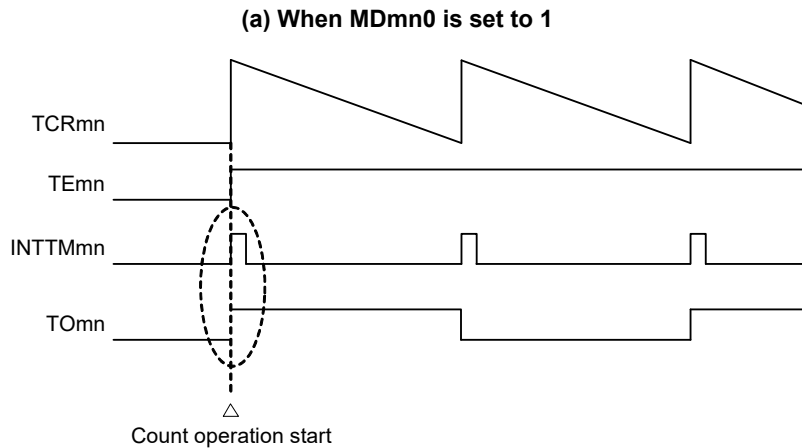 (a) When MDmn0 is set to 1
TCRmn
TEmn
INTTMmn
TOmn
Count operation start